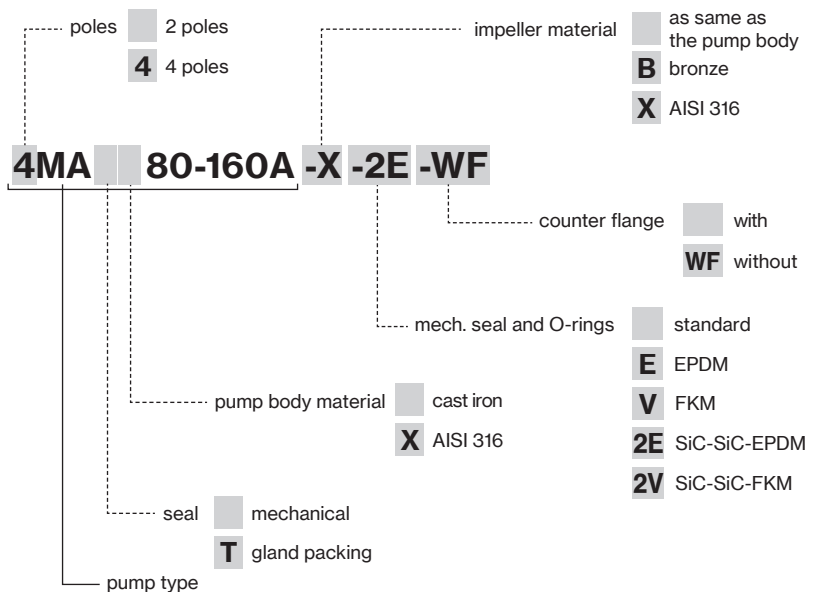 poles 2 poles
4 4 poles
impeller material as same as
the pump body
B bronze
X AISI 316
4MA 80-160A -X -2E -WF
counter flange with
WF without
mech. seal and O-rings standard
E EPDM
V FKM
2E SiC-SiC-EPDM
2V SiC-SiC-FKM
pump body material cast iron
X AISI 316
seal mechanical
T gland packing
pump type